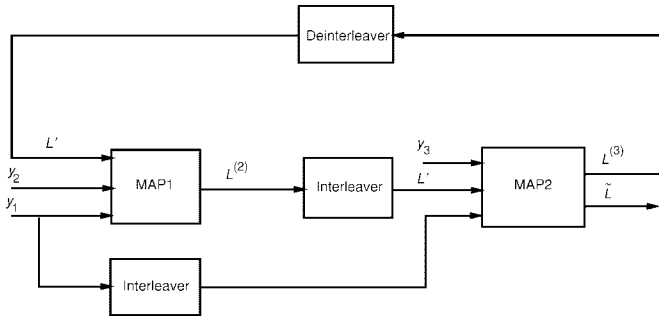 Deinterleaver
L'
y2
y1
MAP1
L(2)
Interleaver
y3
L'
MAP2
L(3)
L̃
Interleaver